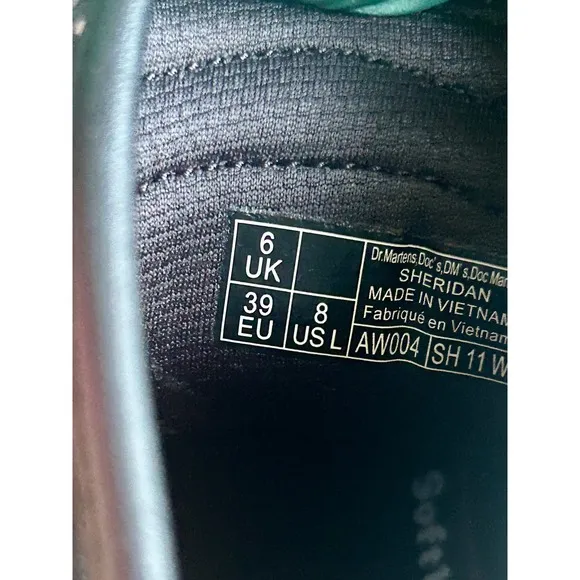 6
UK
39
EU
8
US L
Dr.Martens,Doc's,DM's,Doc Mar
SHERIDAN
MADE IN VIETNAM
Fabriqué en Vietnam
AW004
SH 11 W